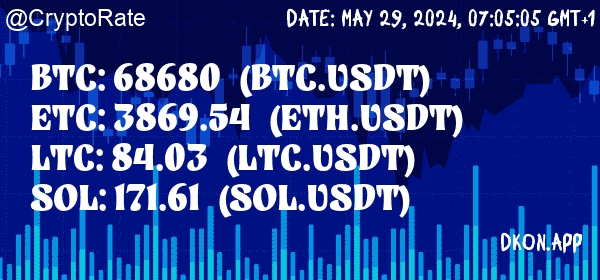 @CryptoRate
DATE: MAY 29, 2024, 07:05:05 GMT+1
BTC: 68680 (BTC.USDT)
ETC: 3869.54 (ETH.USDT)
LTC: 84.03 (LTC.USDT)
SOL: 171.61 (SOL.USDT)
DKON.APP